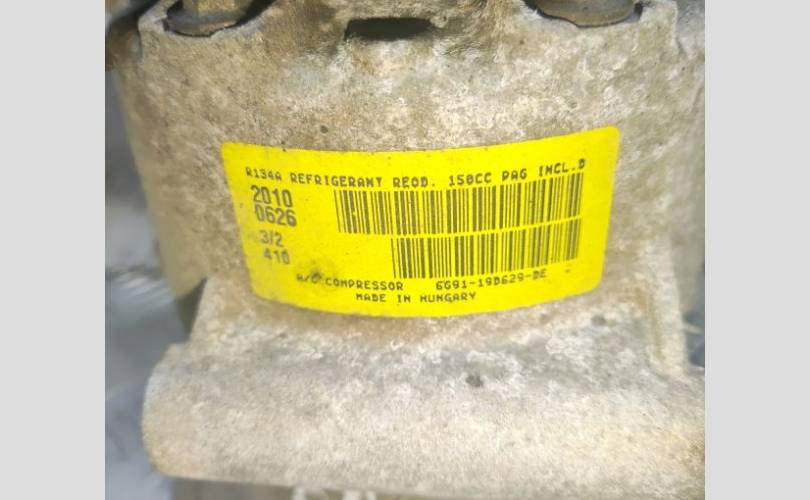 R134A REFRIGERANT REQD. 150CC PAG INCL.D
2010
0626
3/2
410
A/C COMPRESSOR 6G91-19D629-DE
MADE IN HUNGARY